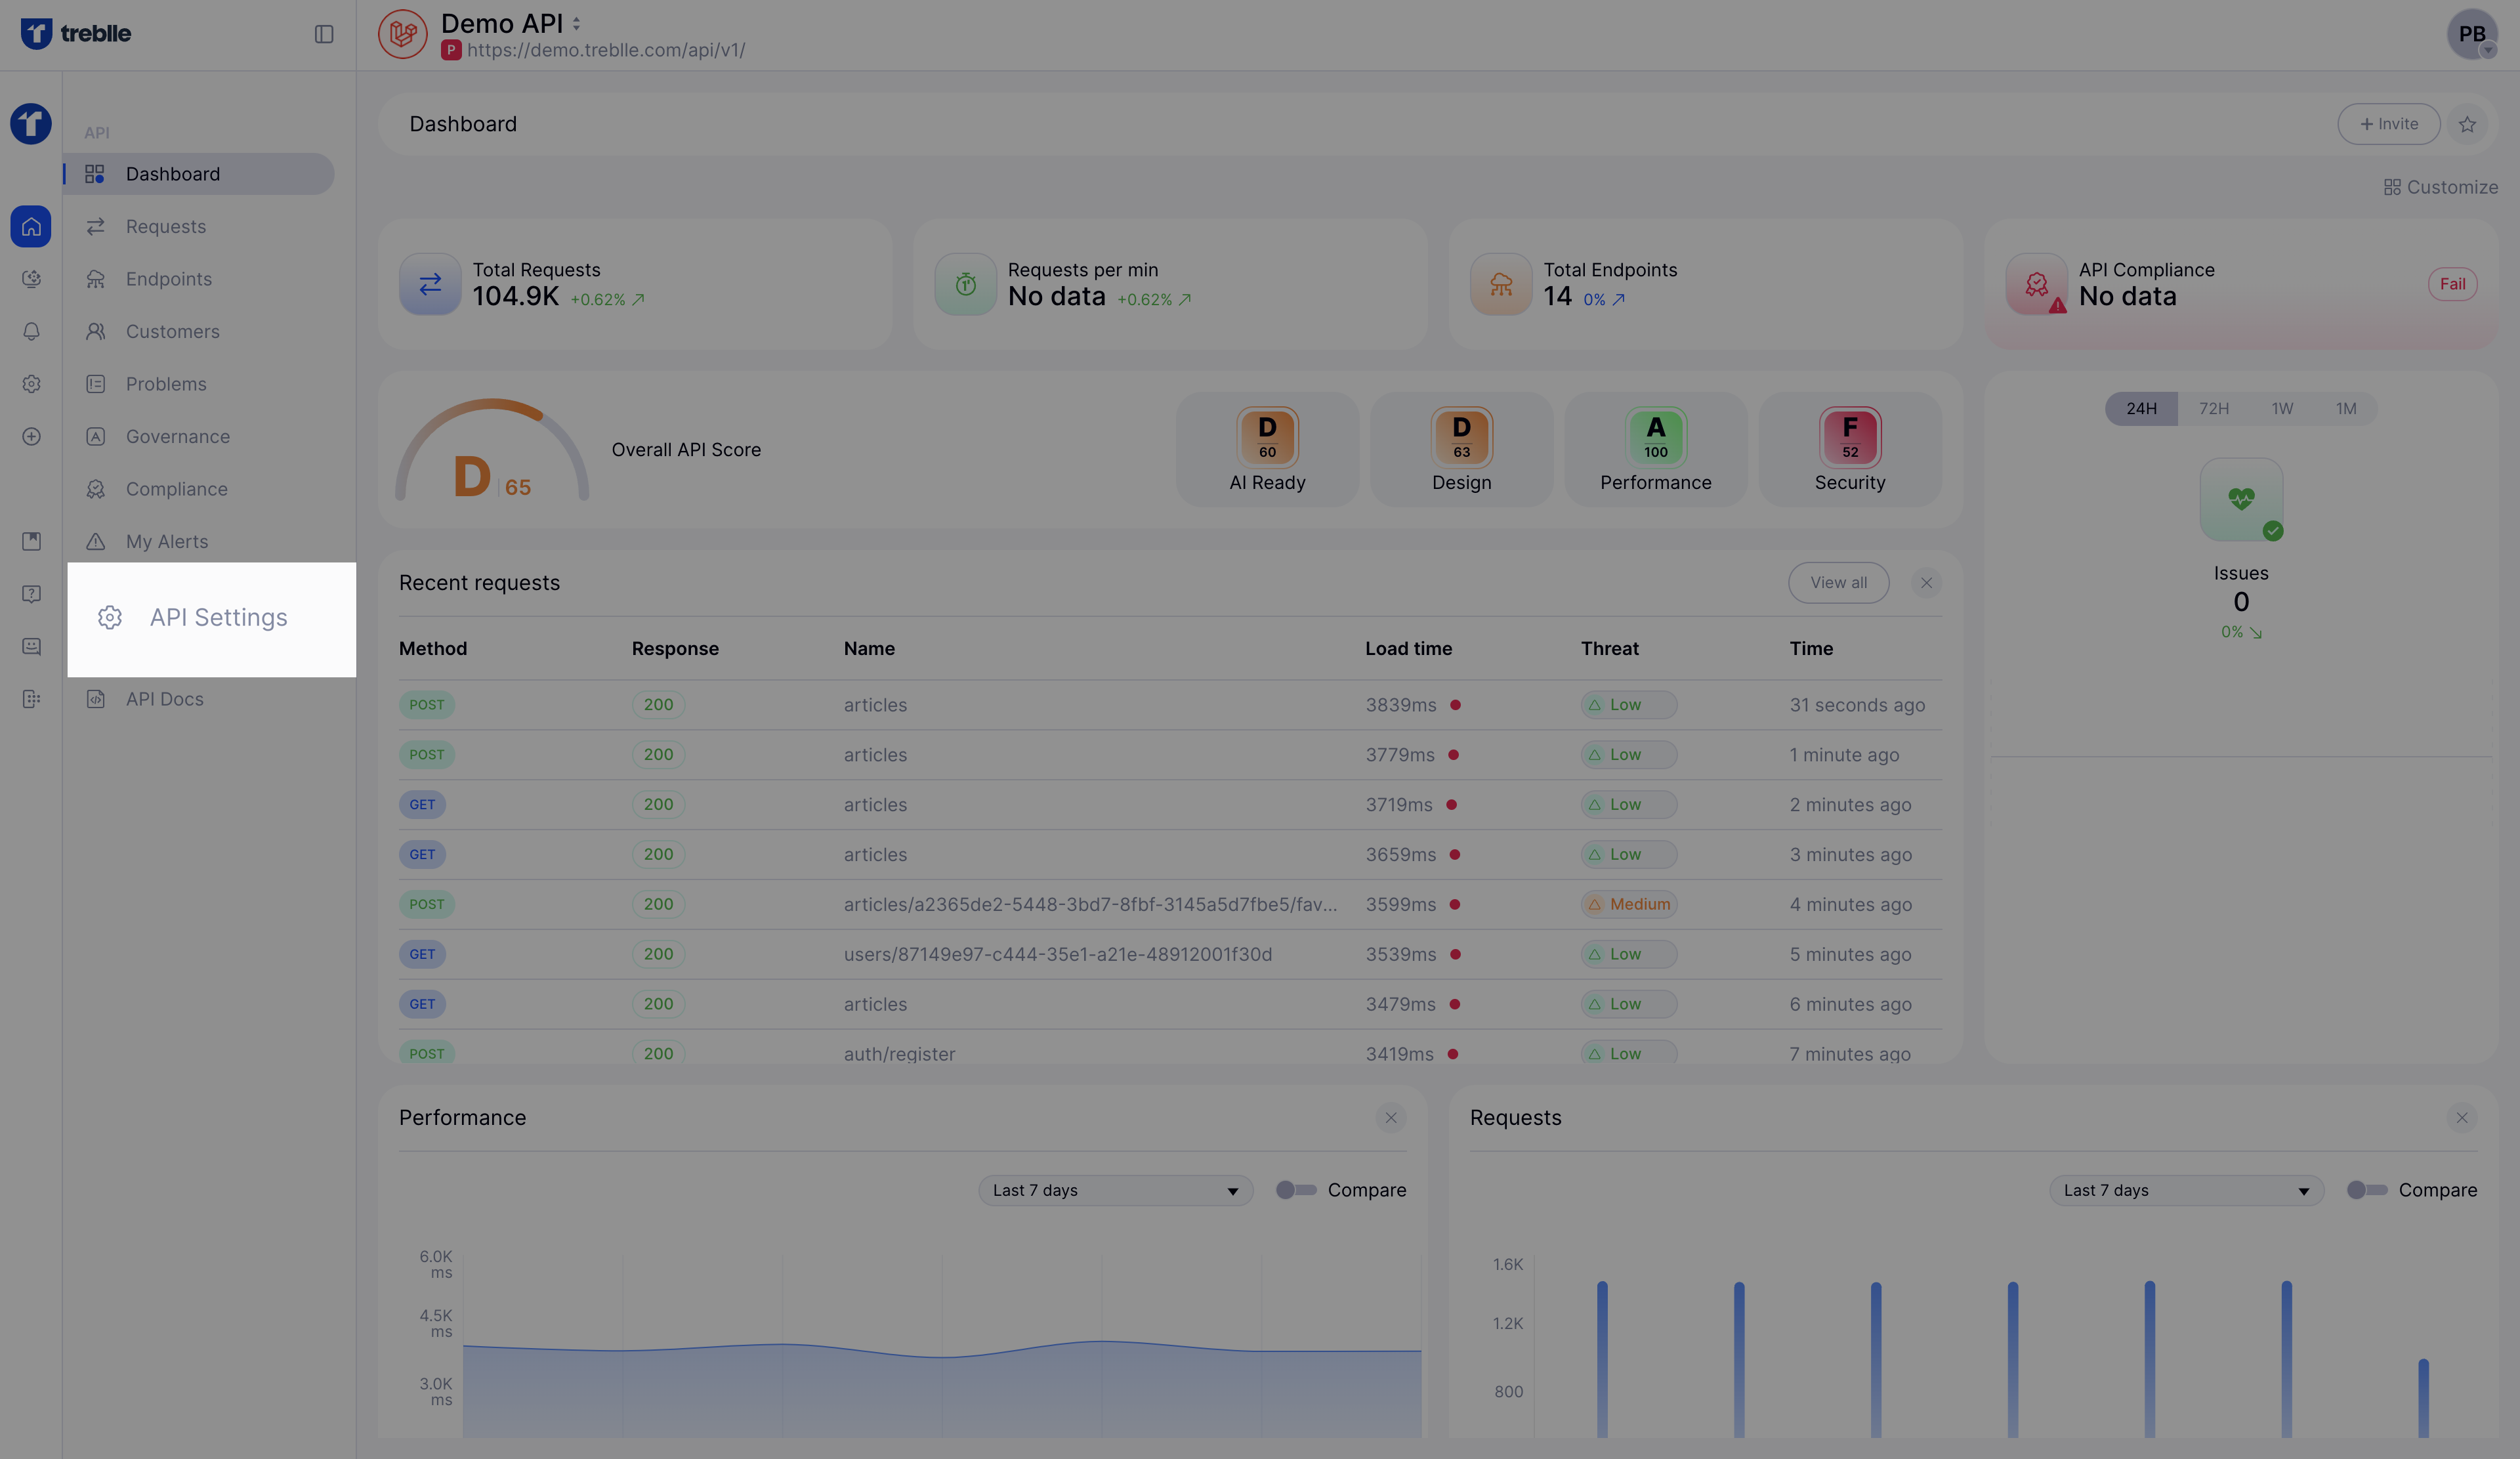 treblle
Demo API
P https://demo.treblle.com/api/v1/
PB
API
Dashboard
Requests
Endpoints
Customers
Problems
Governance
Compliance
My Alerts
API Settings
API Docs
Dashboard
+ Invite
Customize
Total Requests
104.9K +0.62%
Requests per min
No data +0.62%
Total Endpoints
14 0%
API Compliance
No data
Fail
D 65
Overall API Score
D
60
AI Ready
D
63
Design
A
100
Performance
F
52
Security
24H 72H 1W 1M
Issues
0
0%
Recent requests
View all
Method Response Name Load time Threat Time
POST 200 articles 3839ms Low 31 seconds ago
POST 200 articles 3779ms Low 1 minute ago
GET 200 articles 3719ms Low 2 minutes ago
GET 200 articles 3659ms Low 3 minutes ago
POST 200 articles/a2365de2-5448-3bd7-8fbf-3145a5d7fbe5/fav... 3599ms Medium 4 minutes ago
GET 200 users/87149e97-c444-35e1-a21e-48912001f30d 3539ms Low 5 minutes ago
GET 200 articles 3479ms Low 6 minutes ago
POST 200 auth/register 3419ms Low 7 minutes ago
Performance
Last 7 days
Compare
6.0K
ms
4.5K
ms
3.0K
ms
Requests
Last 7 days
Compare
1.6K
1.2K
800